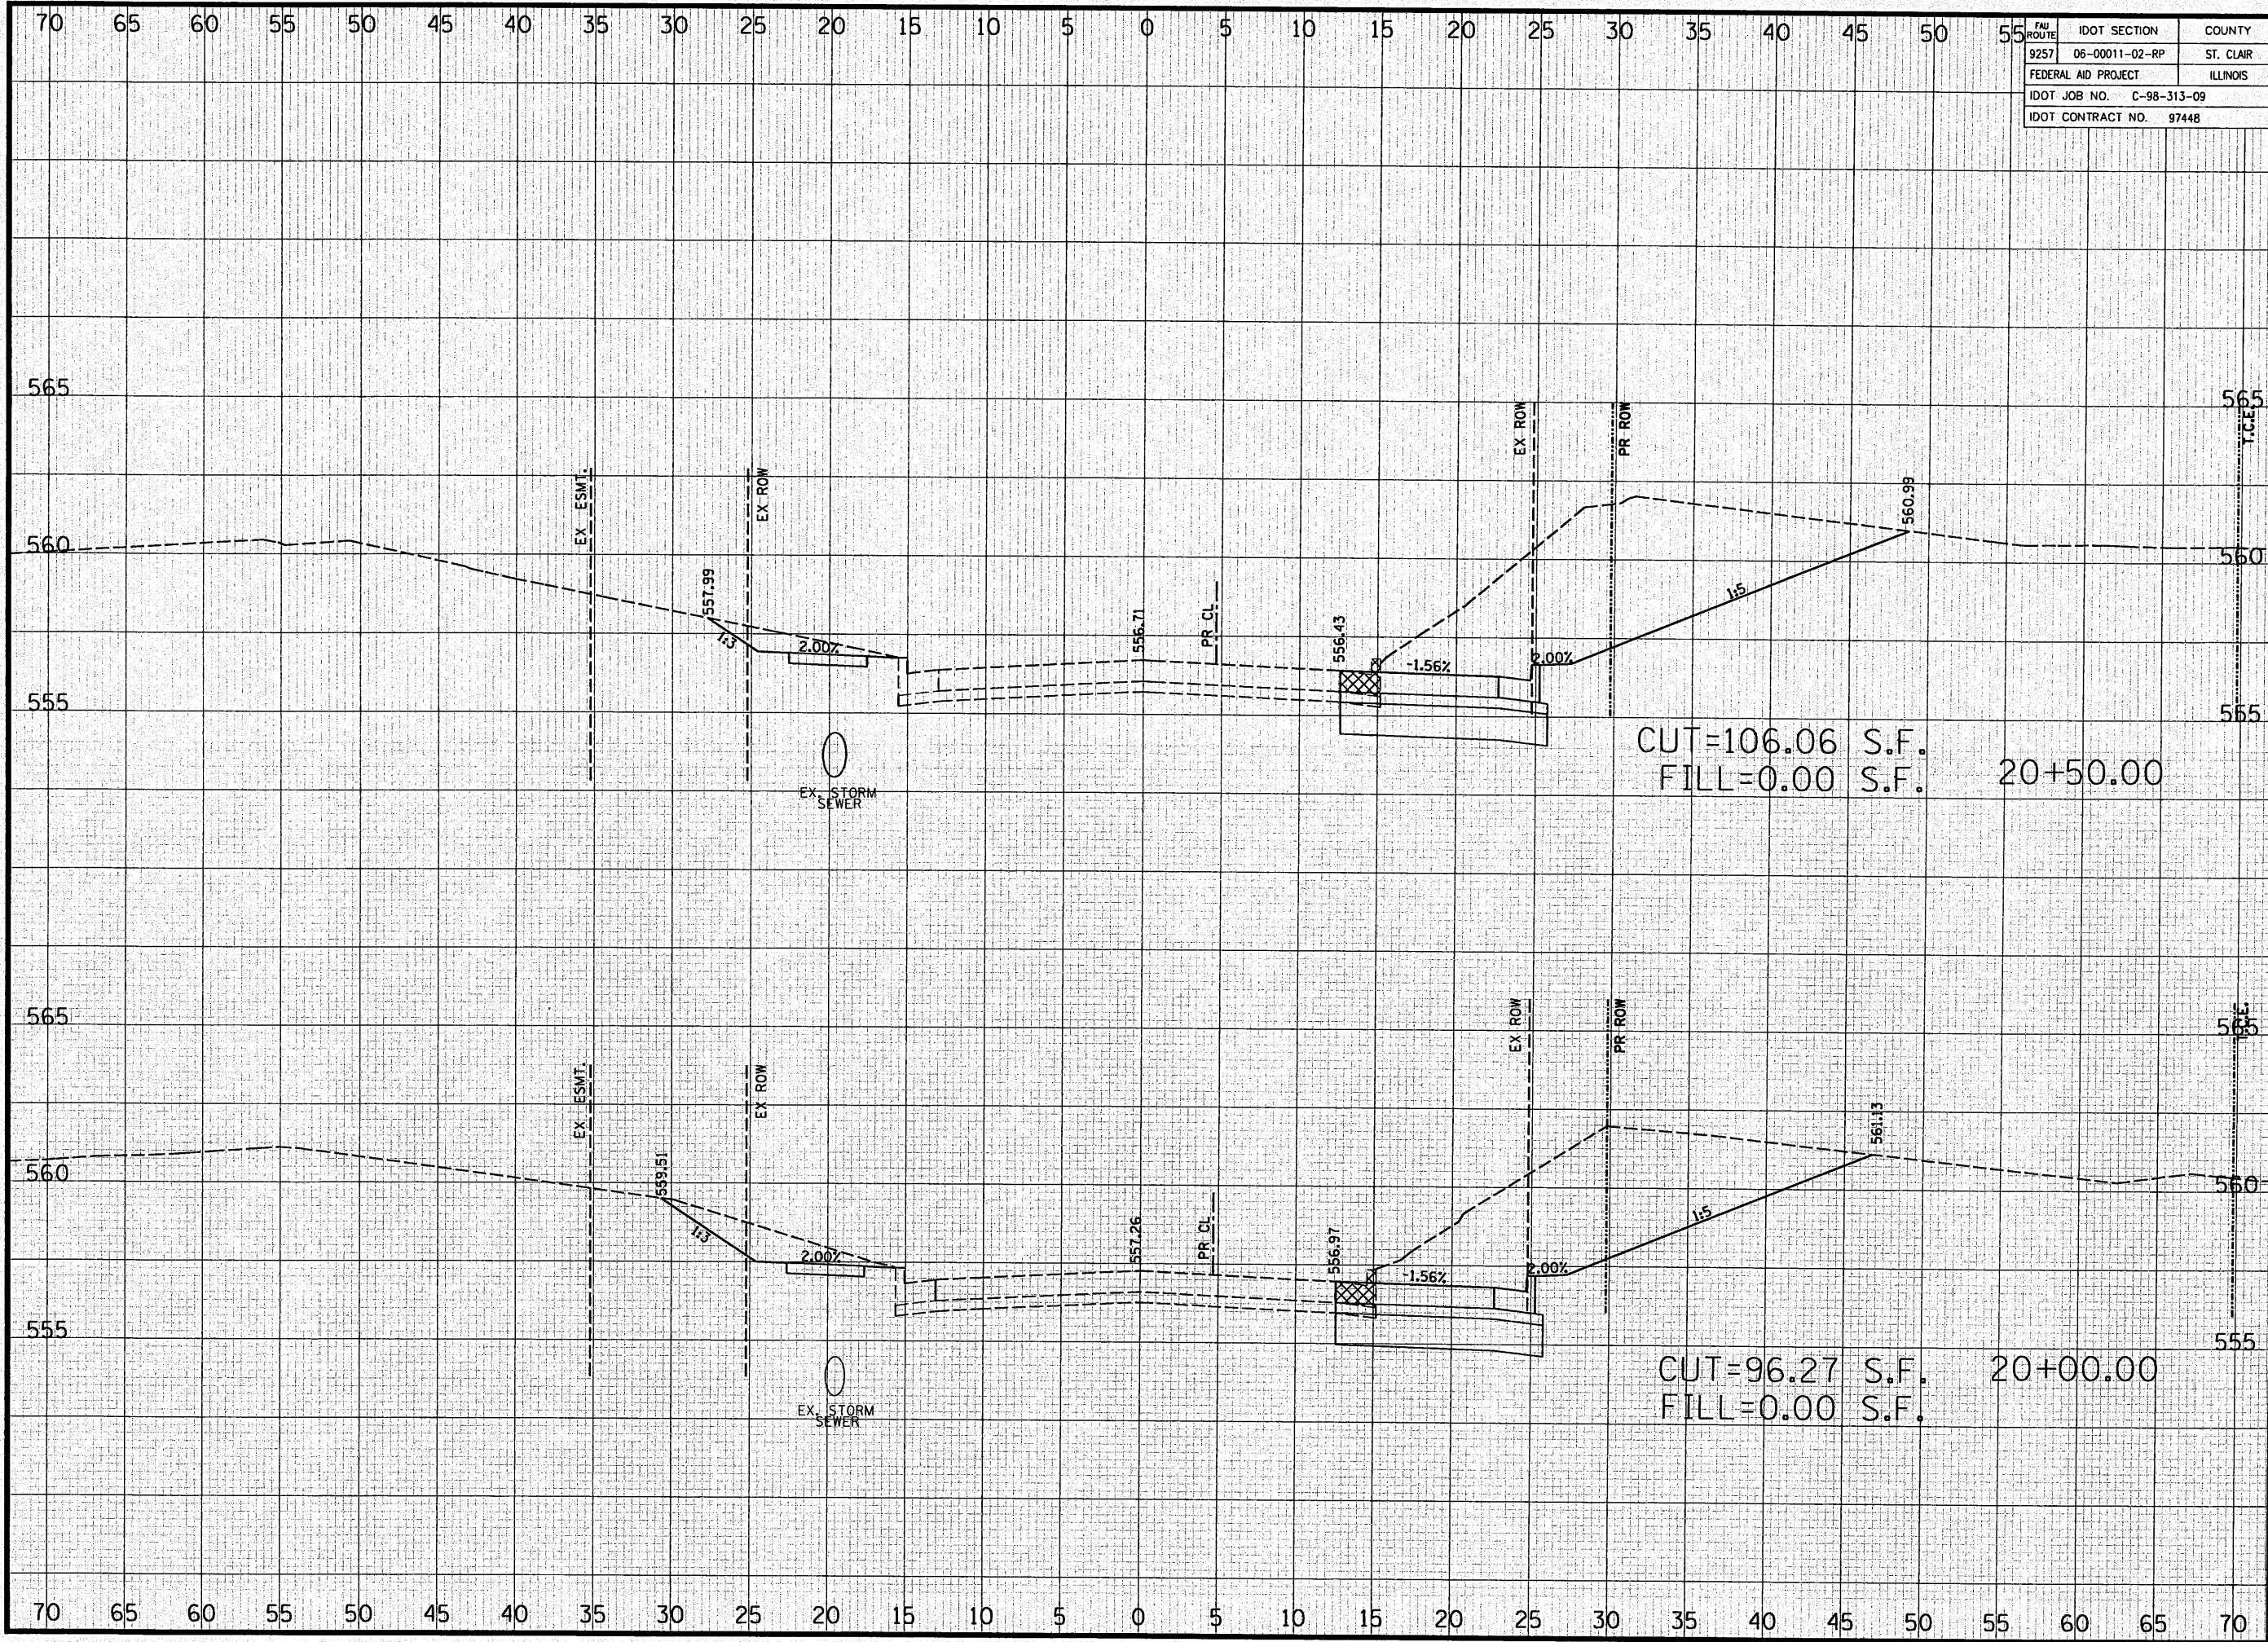 70 65 60 55 50 45 40 35 30 25 20 15 10 5 0 5 10 15 20 25 30 35 40 45 50 55
FAU ROUTE IDOT SECTION COUNTY
9257 06-00011-02-RP ST. CLAIR
FEDERAL AID PROJECT ILLINOIS
IDOT JOB NO. C-98-313-09
IDOT CONTRACT NO. 97448
565 565
T.C.E.
EX ESMT.
EX ROW
EX ROW
PR ROW
560 560
560.99
557.99
1:3
2.00%
556.71
PR CL
556.43
-1.56%
2.00%
1:5
555 555
EX. STORM
SEWER
CUT=106.06 S.F.
FILL=0.00 S.F.
20+50.00
565 565
T.C.E.
EX ESMT.
EX ROW
EX ROW
PR ROW
560 560
561.13
559.51
1:3
2.00%
557.26
PR CL
556.97
-1.56%
2.00%
1:5
555 555
EX. STORM
SEWER
CUT=96.27 S.F.
20+00.00
FILL=0.00 S.F.
70 65 60 55 50 45 40 35 30 25 20 15 10 5 0 5 10 15 20 25 30 35 40 45 50 55 60 65 70